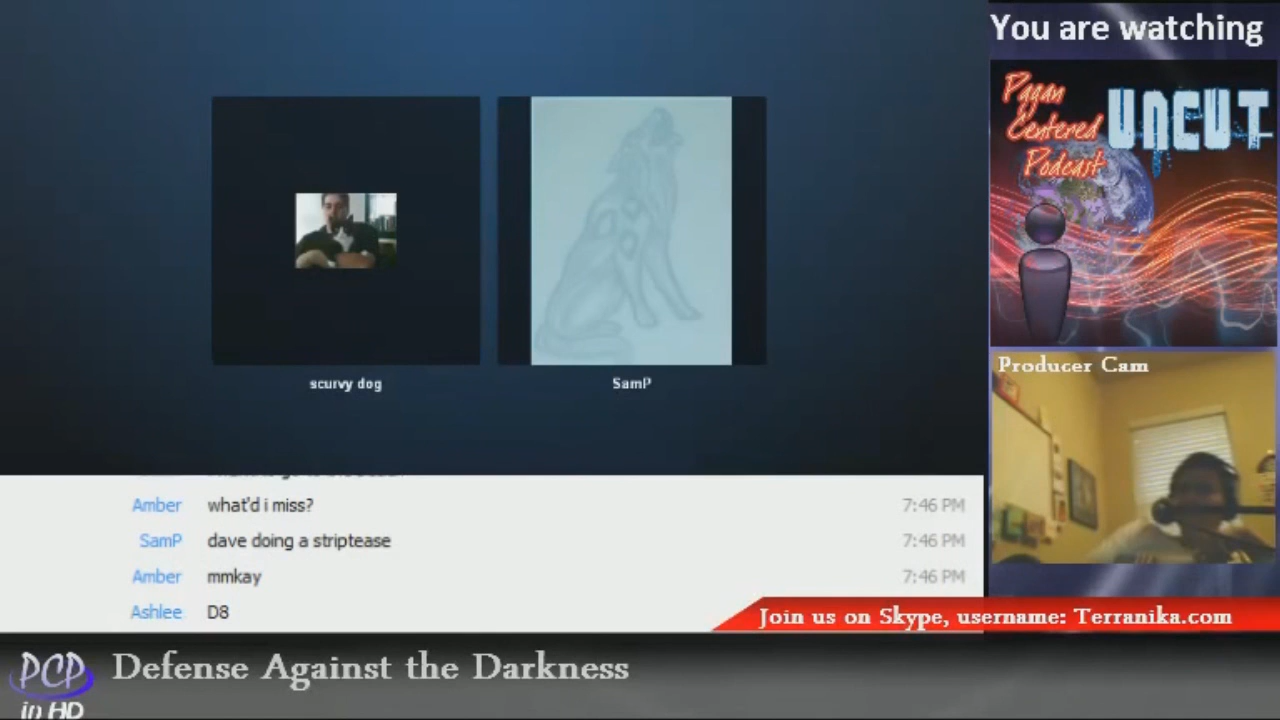 You are watching
Pagan
Centered
Podcast
UNCUT
Producer Cam
scurvy dog
SamP
Amber what'd i miss? 7:46 PM
SamP dave doing a striptease 7:46 PM
Amber mmkay 7:46 PM
Ashlee D8
Join us on Skype, username: Terranika.com
PCP
in HD
Defense Against the Darkness